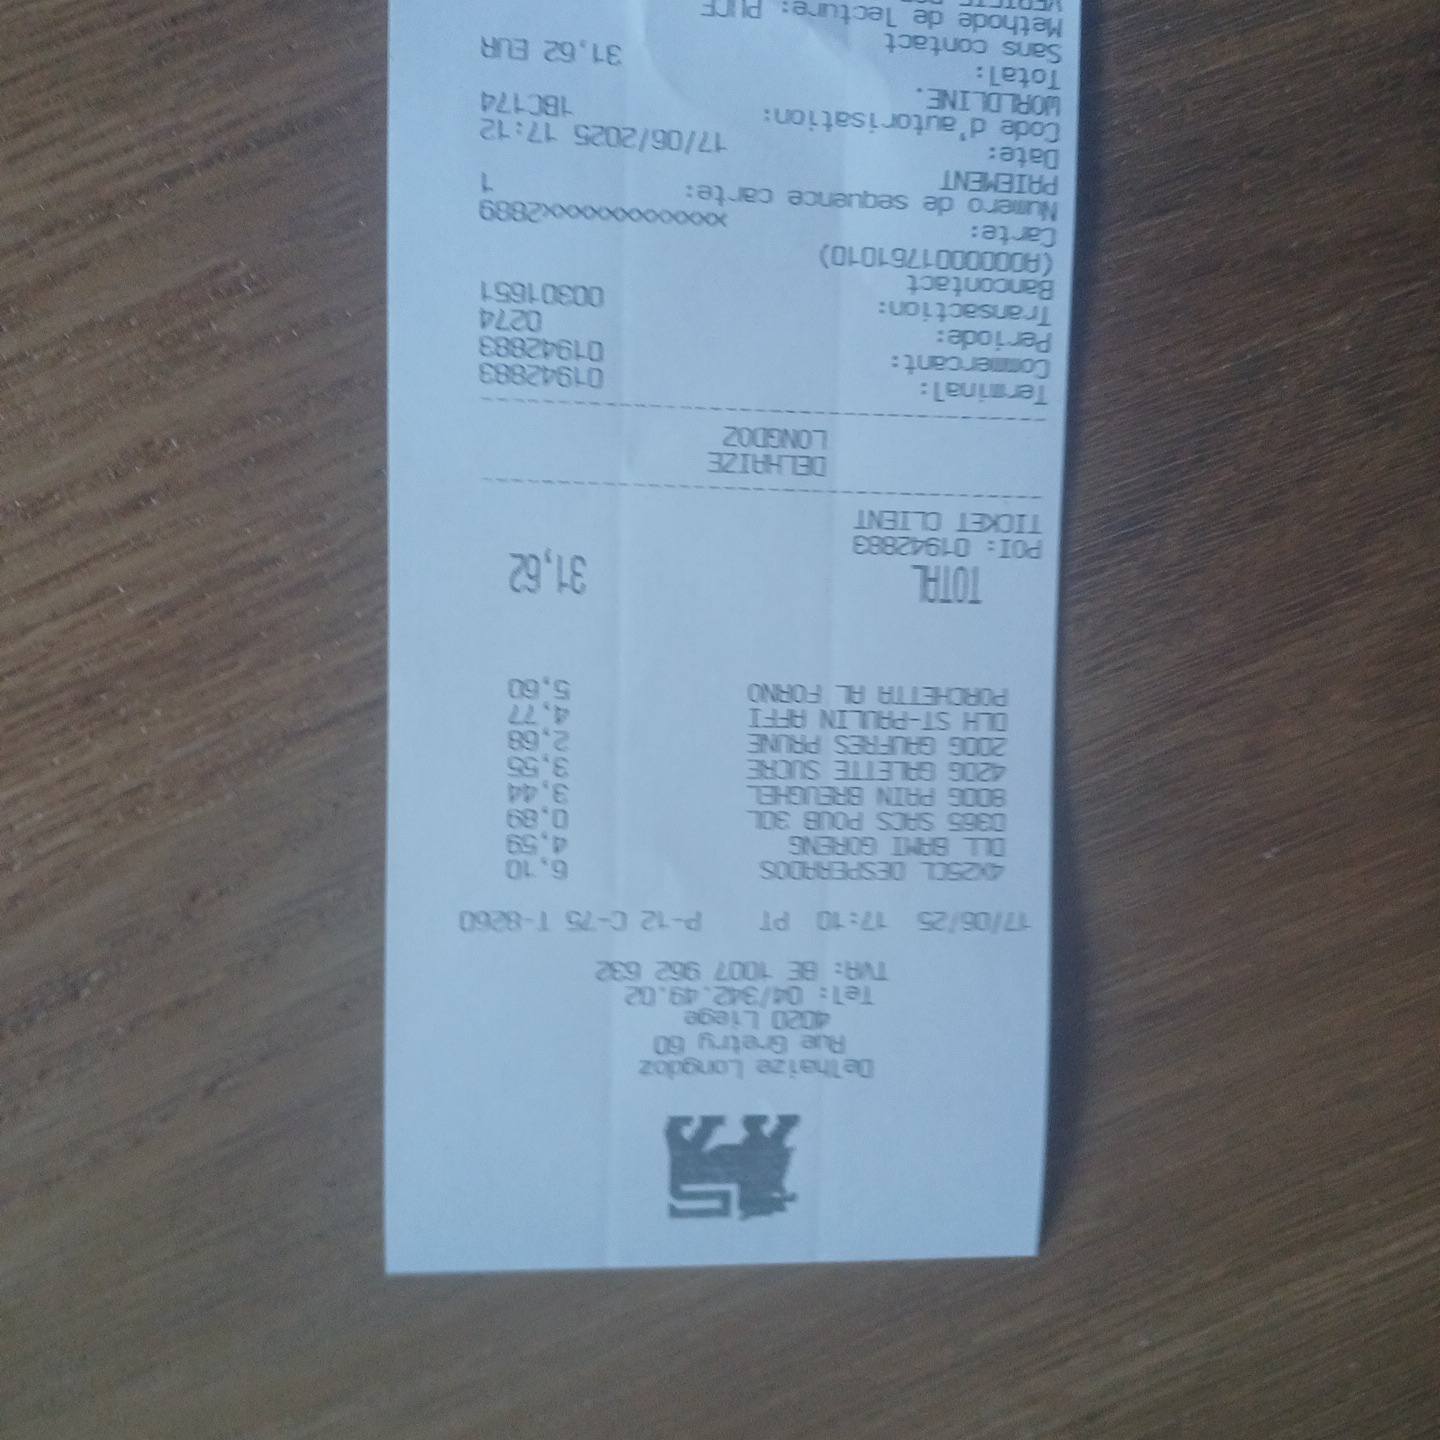 Delhaize Longdoz
Rue Gretry 60
4020 Liege
Tel: 04/342.49.02
TVA: BE 1007 962 632
17/06/25 17:10 PT P-12 C-75 T-8260
4X25CL DESPERADOS 6,10
DLL BAMI GORENG 4,59
D365 SACS POUB 30L 0,89
800G PAIN BREUGHEL 3,44
420G GALETTE SUCRE 3,55
200G GAUFRES PRUNE 2,68
DLH ST-PAULIN AFFI 4,77
PORCHETTA AL FORNO 5,60
TOTAL 31,62
POI: 01942883
TICKET CLIENT
DELHAIZE
LONGDOZ
Terminal: 01942883
Commercant: 01942883
Periode: 0274
Transaction: 00301651
Bancontact
(A0000001761010)
Carte: xxxxxxxxxxxxx2889
Numero de sequence carte: 1
PAIEMENT
Date: 17/06/2025 17:12
Code d'autorisation: 1BC174
WORLDLINE.
Total: 31,62 EUR
Sans contact
Methode de lecture: PUCE